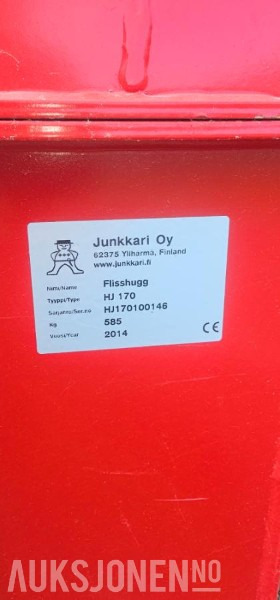 Junkkari Oy
62375 Ylihärmä, Finland
www.junkkari.fi
Nimi/Name Flisshugg
Tyyppi/Type HJ 170
Sarjanro/Ser.no HJ170100146
Kg 585
Vuosi/Year 2014
CE
AUKSJONEN.NO